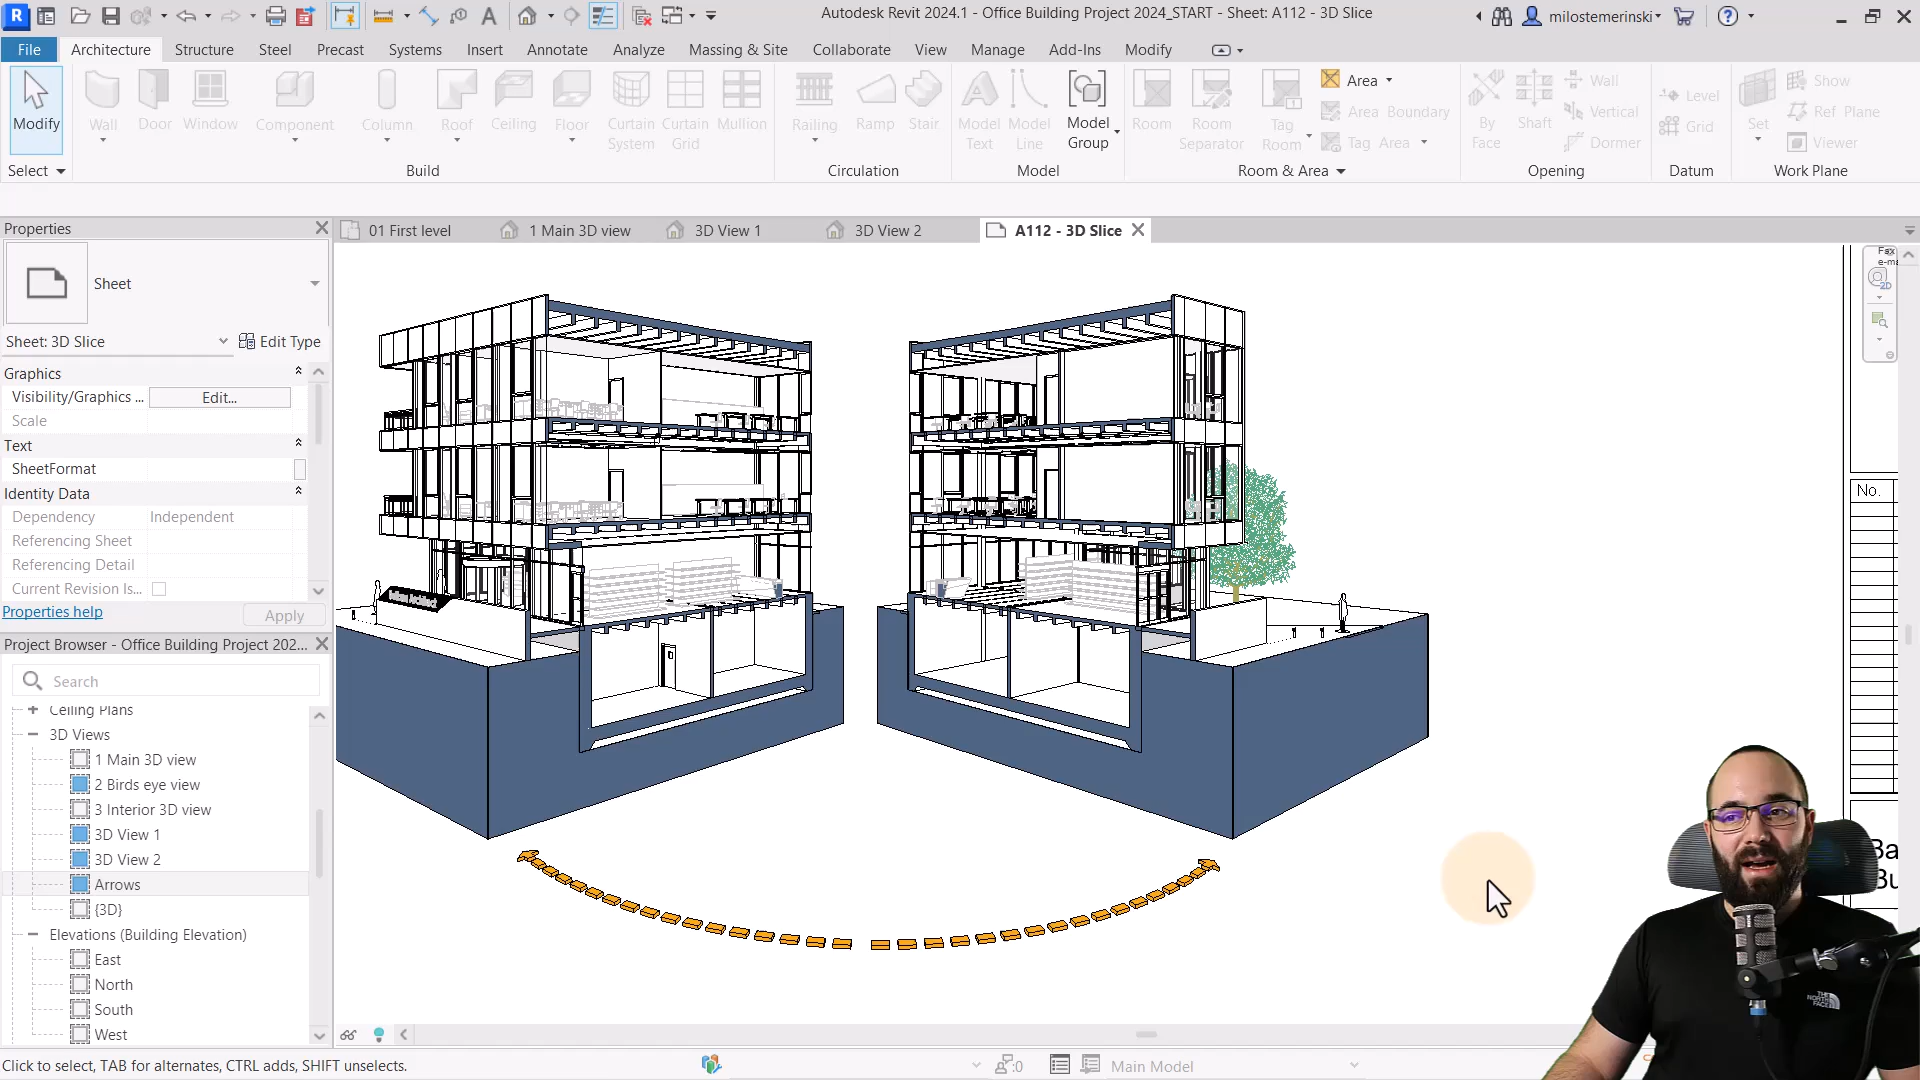 Autodesk Revit 2024.1 - Office Building Project 2024_START - Sheet: A112 - 3D Slice
milostemerinski
File
Architecture
Structure
Steel
Precast
Systems
Insert
Annotate
Analyze
Massing & Site
Collaborate
View
Manage
Add-Ins
Modify
Modify
Wall
Door
Window
Component
Column
Roof
Ceiling
Floor
Curtain
System
Curtain
Grid
Mullion
Railing
Ramp
Stair
Model
Text
Model
Line
Model
Group
Room
Room
Separator
Tag
Room
Area
Area Boundary
Tag Area
By
Face
Shaft
Wall
Vertical
Dormer
Level
Grid
Set
Show
Ref Plane
Viewer
Select
Build
Circulation
Model
Room & Area
Opening
Datum
Work Plane
Properties
01 First level
1 Main 3D view
3D View 1
3D View 2
A112 - 3D Slice
Sheet
Sheet: 3D Slice
Edit Type
Graphics
Visibility/Graphics ...
Edit...
Scale
Text
SheetFormat
Identity Data
Dependency
Independent
Referencing Sheet
Referencing Detail
Current Revision Is...
Properties help
Apply
Project Browser - Office Building Project 202...
Search
Ceiling Plans
3D Views
1 Main 3D view
2 Birds eye view
3 Interior 3D view
3D View 1
3D View 2
Arrows
{3D}
Elevations (Building Elevation)
East
North
South
West
Fax
e-ma
2D
No.
Ba
Bu
THE
NORTH
FACE
Click to select, TAB for alternates, CTRL adds, SHIFT unselects.
:0
Main Model